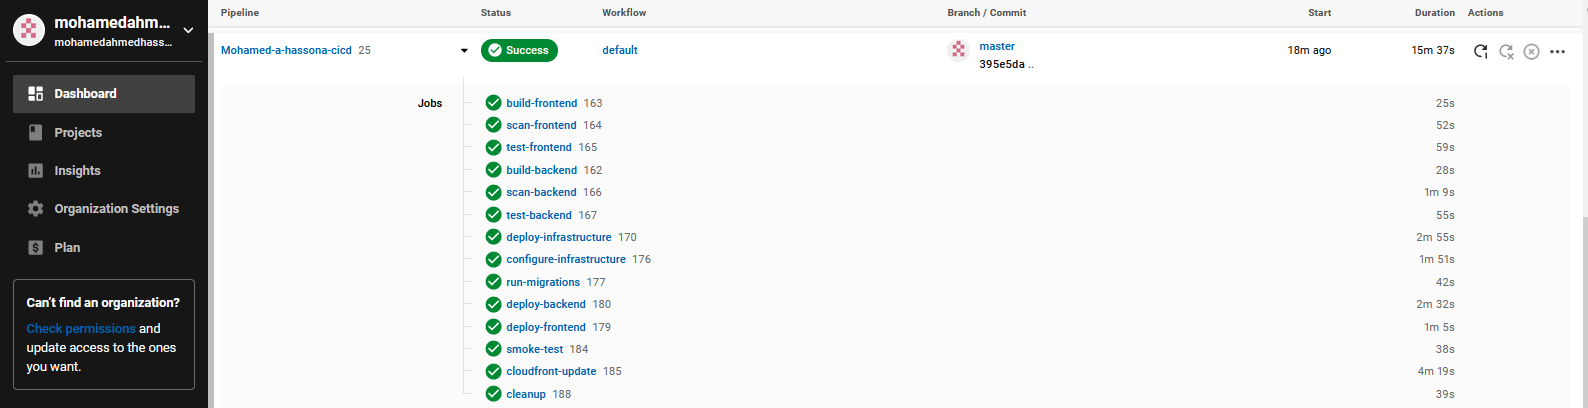 mohamedahm...
mohamedahmedhass...
Dashboard
Projects
Insights
Organization Settings
Plan
Can't find an organization?
Check permissions and
update access to the ones
you want.
Pipeline Status Workflow Branch / Commit Start Duration Actions
Mohamed-a-hassona-cicd 25 Success default master 18m ago 15m 37s
395e5da ..
Jobs
build-frontend 163 25s
scan-frontend 164 52s
test-frontend 165 59s
build-backend 162 28s
scan-backend 166 1m 9s
test-backend 167 55s
deploy-infrastructure 170 2m 55s
configure-infrastructure 176 1m 51s
run-migrations 177 42s
deploy-backend 180 2m 32s
deploy-frontend 179 1m 5s
smoke-test 184 38s
cloudfront-update 185 4m 19s
cleanup 188 39s